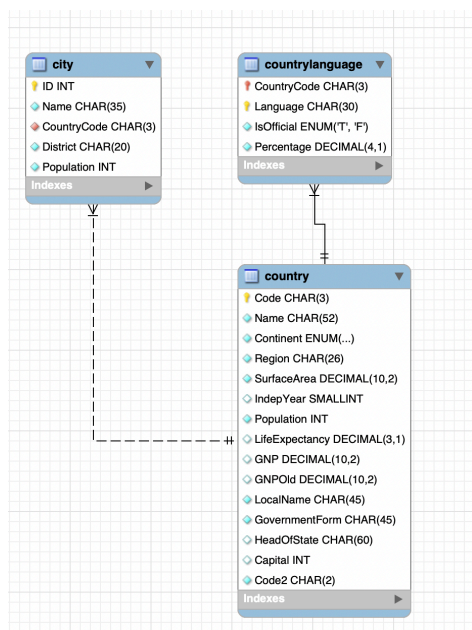 city
ID INT
Name CHAR(35)
CountryCode CHAR(3)
District CHAR(20)
Population INT
Indexes
countrylanguage
CountryCode CHAR(3)
Language CHAR(30)
IsOfficial ENUM('T', 'F')
Percentage DECIMAL(4,1)
Indexes
country
Code CHAR(3)
Name CHAR(52)
Continent ENUM(...)
Region CHAR(26)
SurfaceArea DECIMAL(10,2)
IndepYear SMALLINT
Population INT
LifeExpectancy DECIMAL(3,1)
GNP DECIMAL(10,2)
GNPOld DECIMAL(10,2)
LocalName CHAR(45)
GovernmentForm CHAR(45)
HeadOfState CHAR(60)
Capital INT
Code2 CHAR(2)
Indexes